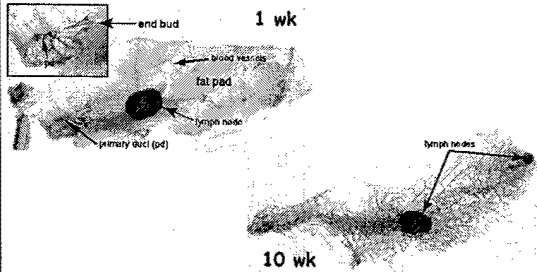 end bud
pd
1 wk
blood vessels
fat pad
lymph node
primary duct (pd)
lymph nodes
10 wk